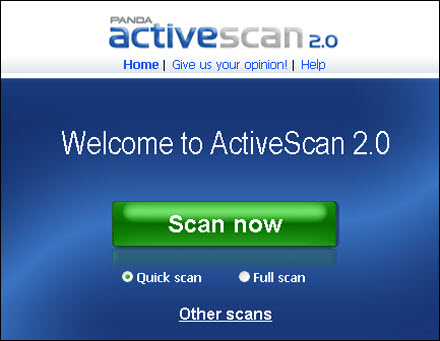 PANDA
activescan 2.0
Home | Give us your opinion! | Help
Welcome to ActiveScan 2.0
Scan now
Quick scan Full scan
Other scans